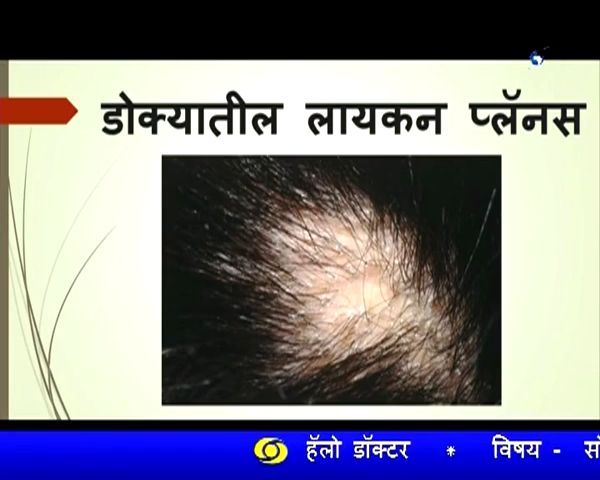 डोक्यातील लायकन प्लॅनस
हॅलो डॉक्टर * विषय -